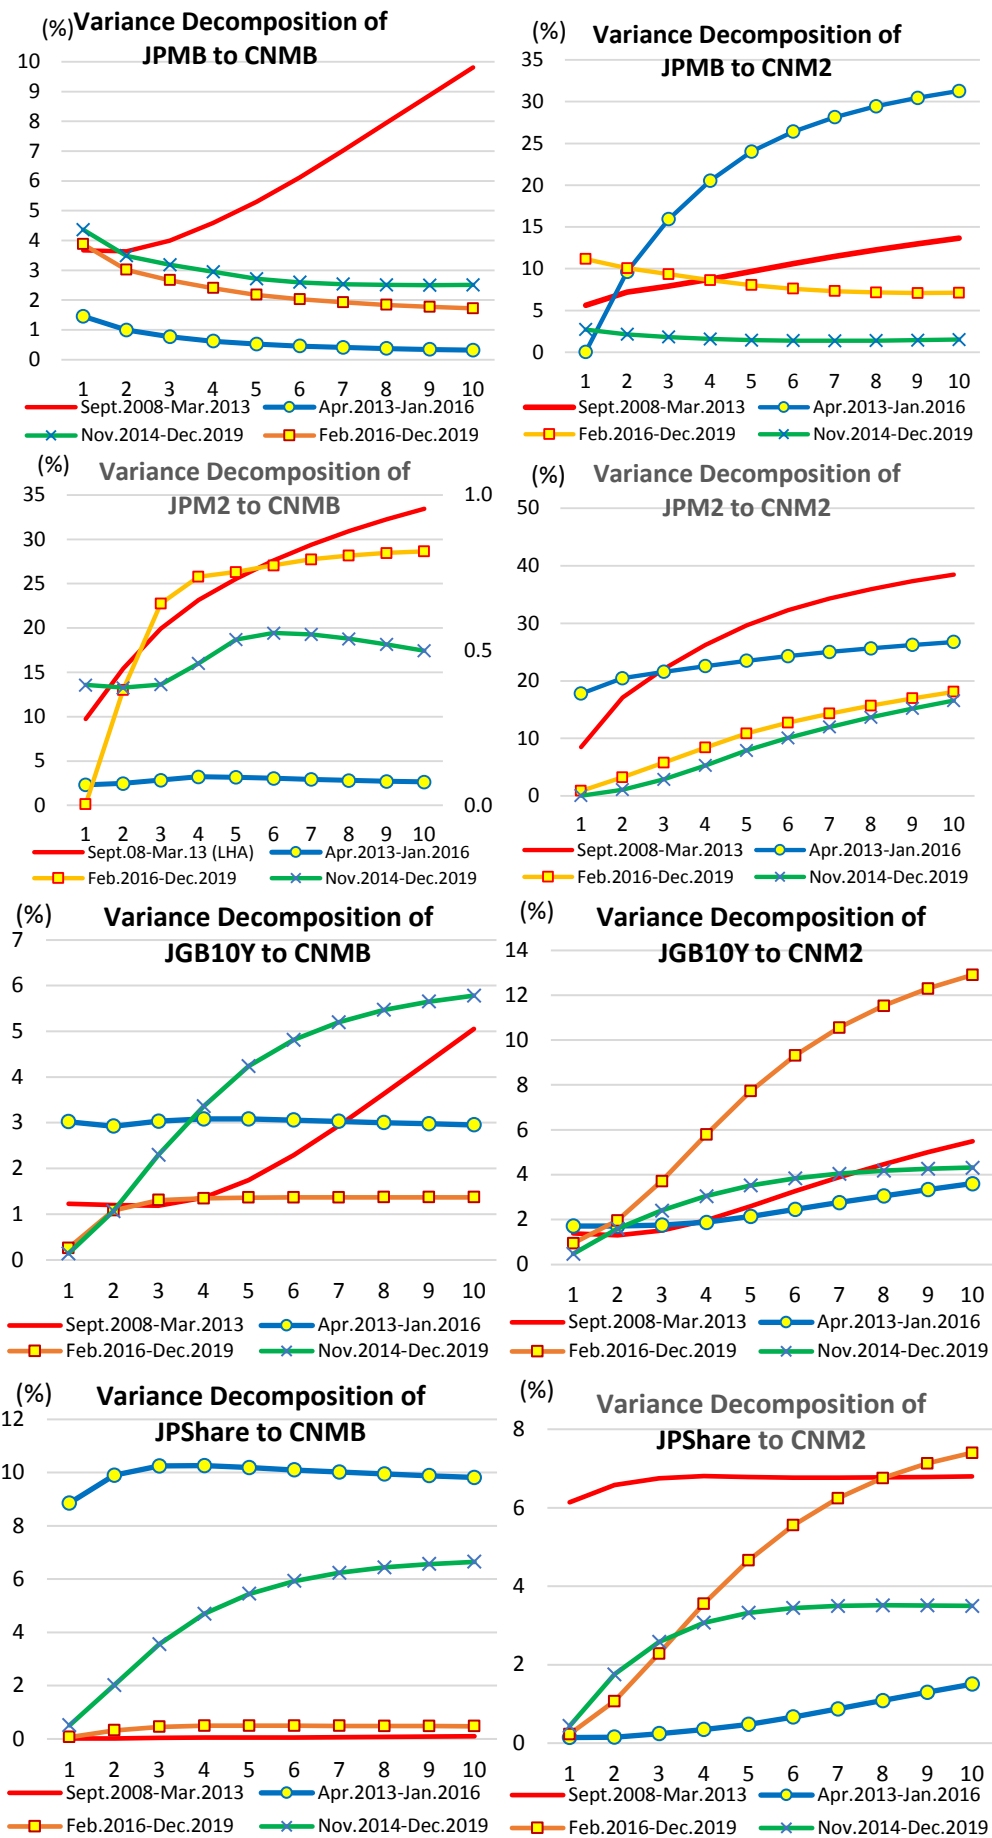 (%)
Variance Decomposition of
JPMB to CNMB
10
9
8
7
6
5
4
3
2
1
0
1 2 3 4 5 6 7 8 9 10
Sept.2008-Mar.2013 Apr.2013-Jan.2016
Nov.2014-Dec.2019 Feb.2016-Dec.2019
(%)
Variance Decomposition of
JPMB to CNM2
35
30
25
20
15
10
5
0
1 2 3 4 5 6 7 8 9 10
Sept.2008-Mar.2013 Apr.2013-Jan.2016
Feb.2016-Dec.2019 Nov.2014-Dec.2019
(%)
Variance Decomposition of
JPM2 to CNMB
35
30
25
20
15
10
5
0
1.0
0.5
0.0
1 2 3 4 5 6 7 8 9 10
Sept.08-Mar.13 (LHA) Apr.2013-Jan.2016
Feb.2016-Dec.2019 Nov.2014-Dec.2019
(%)
Variance Decomposition of
JPM2 to CNM2
50
40
30
20
10
0
1 2 3 4 5 6 7 8 9 10
Sept.2008-Mar.2013 Apr.2013-Jan.2016
Feb.2016-Dec.2019 Nov.2014-Dec.2019
(%)
Variance Decomposition of
JGB10Y to CNMB
7
6
5
4
3
2
1
0
1 2 3 4 5 6 7 8 9 10
Sept.2008-Mar.2013 Apr.2013-Jan.2016
Feb.2016-Dec.2019 Nov.2014-Dec.2019
(%)
Variance Decomposition of
JGB10Y to CNM2
14
12
10
8
6
4
2
0
1 2 3 4 5 6 7 8 9 10
Sept.2008-Mar.2013 Apr.2013-Jan.2016
Feb.2016-Dec.2019 Nov.2014-Dec.2019
(%)
Variance Decomposition of
JPShare to CNMB
12
10
8
6
4
2
0
1 2 3 4 5 6 7 8 9 10
Sept.2008-Mar.2013 Apr.2013-Jan.2016
Feb.2016-Dec.2019 Nov.2014-Dec.2019
(%)
Variance Decomposition of
JPShare to CNM2
8
6
4
2
0
1 2 3 4 5 6 7 8 9 10
Sept.2008-Mar.2013 Apr.2013-Jan.2016
Feb.2016-Dec.2019 Nov.2014-Dec.2019